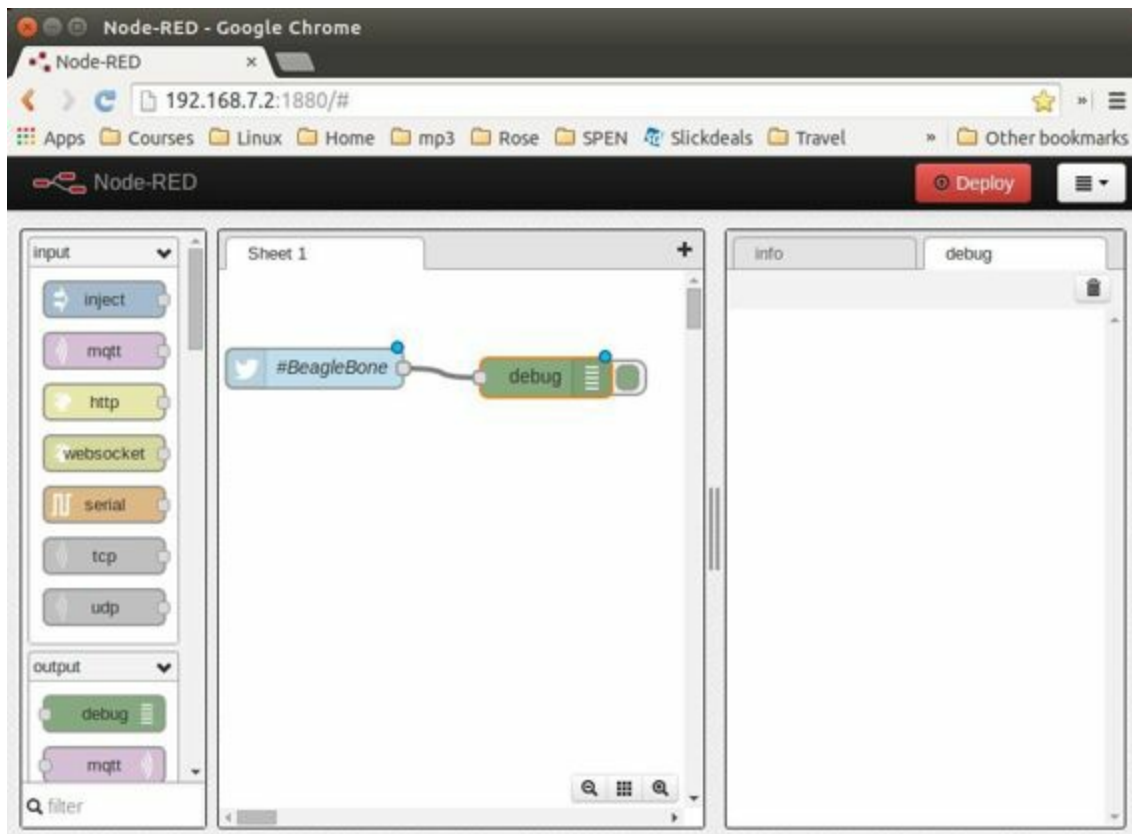 Node-RED - Google Chrome
Node-RED
192.168.7.2:1880/#
Apps Courses Linux Home mp3 Rose SPEN Slickdeals Travel » Other bookmarks
Node-RED
Deploy
input
inject
mqtt
http
websocket
serial
tcp
udp
output
debug
mqtt
filter
Sheet 1
#BeagleBone
debug
info
debug